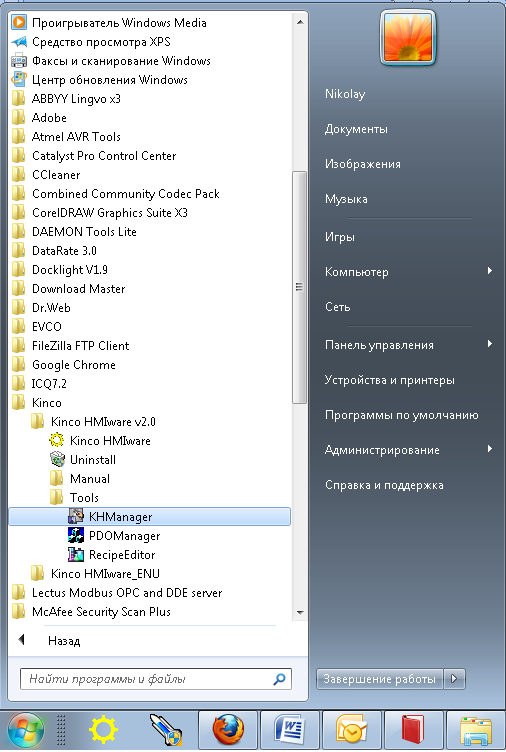 Проигрыватель Windows Media
Средство просмотра XPS
Факсы и сканирование Windows
Центр обновления Windows
ABBYY Lingvo x3
Adobe
Atmel AVR Tools
Catalyst Pro Control Center
CCleaner
Combined Community Codec Pack
CorelDRAW Graphics Suite X3
DAEMON Tools Lite
DataRate 3.0
Docklight V1.9
Download Master
Dr.Web
EVCO
FileZilla FTP Client
Google Chrome
ICQ7.2
Kinco
Kinco HMIware v2.0
Kinco HMIware
Uninstall
Manual
Tools
KHManager
PDOManager
RecipeEditor
Kinco HMIware_ENU
Lectus Modbus OPC and DDE server
McAfee Security Scan Plus
Назад
Найти программы и файлы
Nikolay
Документы
Изображения
Музыка
Игры
Компьютер
Сеть
Панель управления
Устройства и принтеры
Программы по умолчанию
Администрирование
Справка и поддержка
Завершение работы